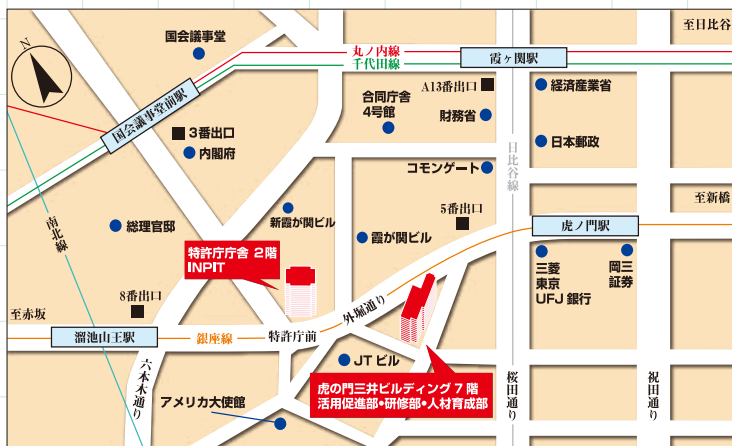 N
国会議事堂
丸ノ内線
千代田線
霞ヶ関駅
至日比谷
国会議事堂前駅
3番出口
内閣府
合同庁舎
4号館
A13番出口
財務省
経済産業省
日本郵政
日比谷線
コモンゲート
至新橋
南北線
総理官邸
新霞が関ビル
霞が関ビル
5番出口
虎ノ門駅
特許庁庁舎 2階
INPIT
三菱
東京
UFJ銀行
岡三
証券
8番出口
至赤坂
溜池山王駅
銀座線
特許庁前
外堀通り
JTビル
六本木通り
虎の門三井ビルディング7階
活用促進部•研修部•人材育成部
アメリカ大使館
桜田通り
祝田通り